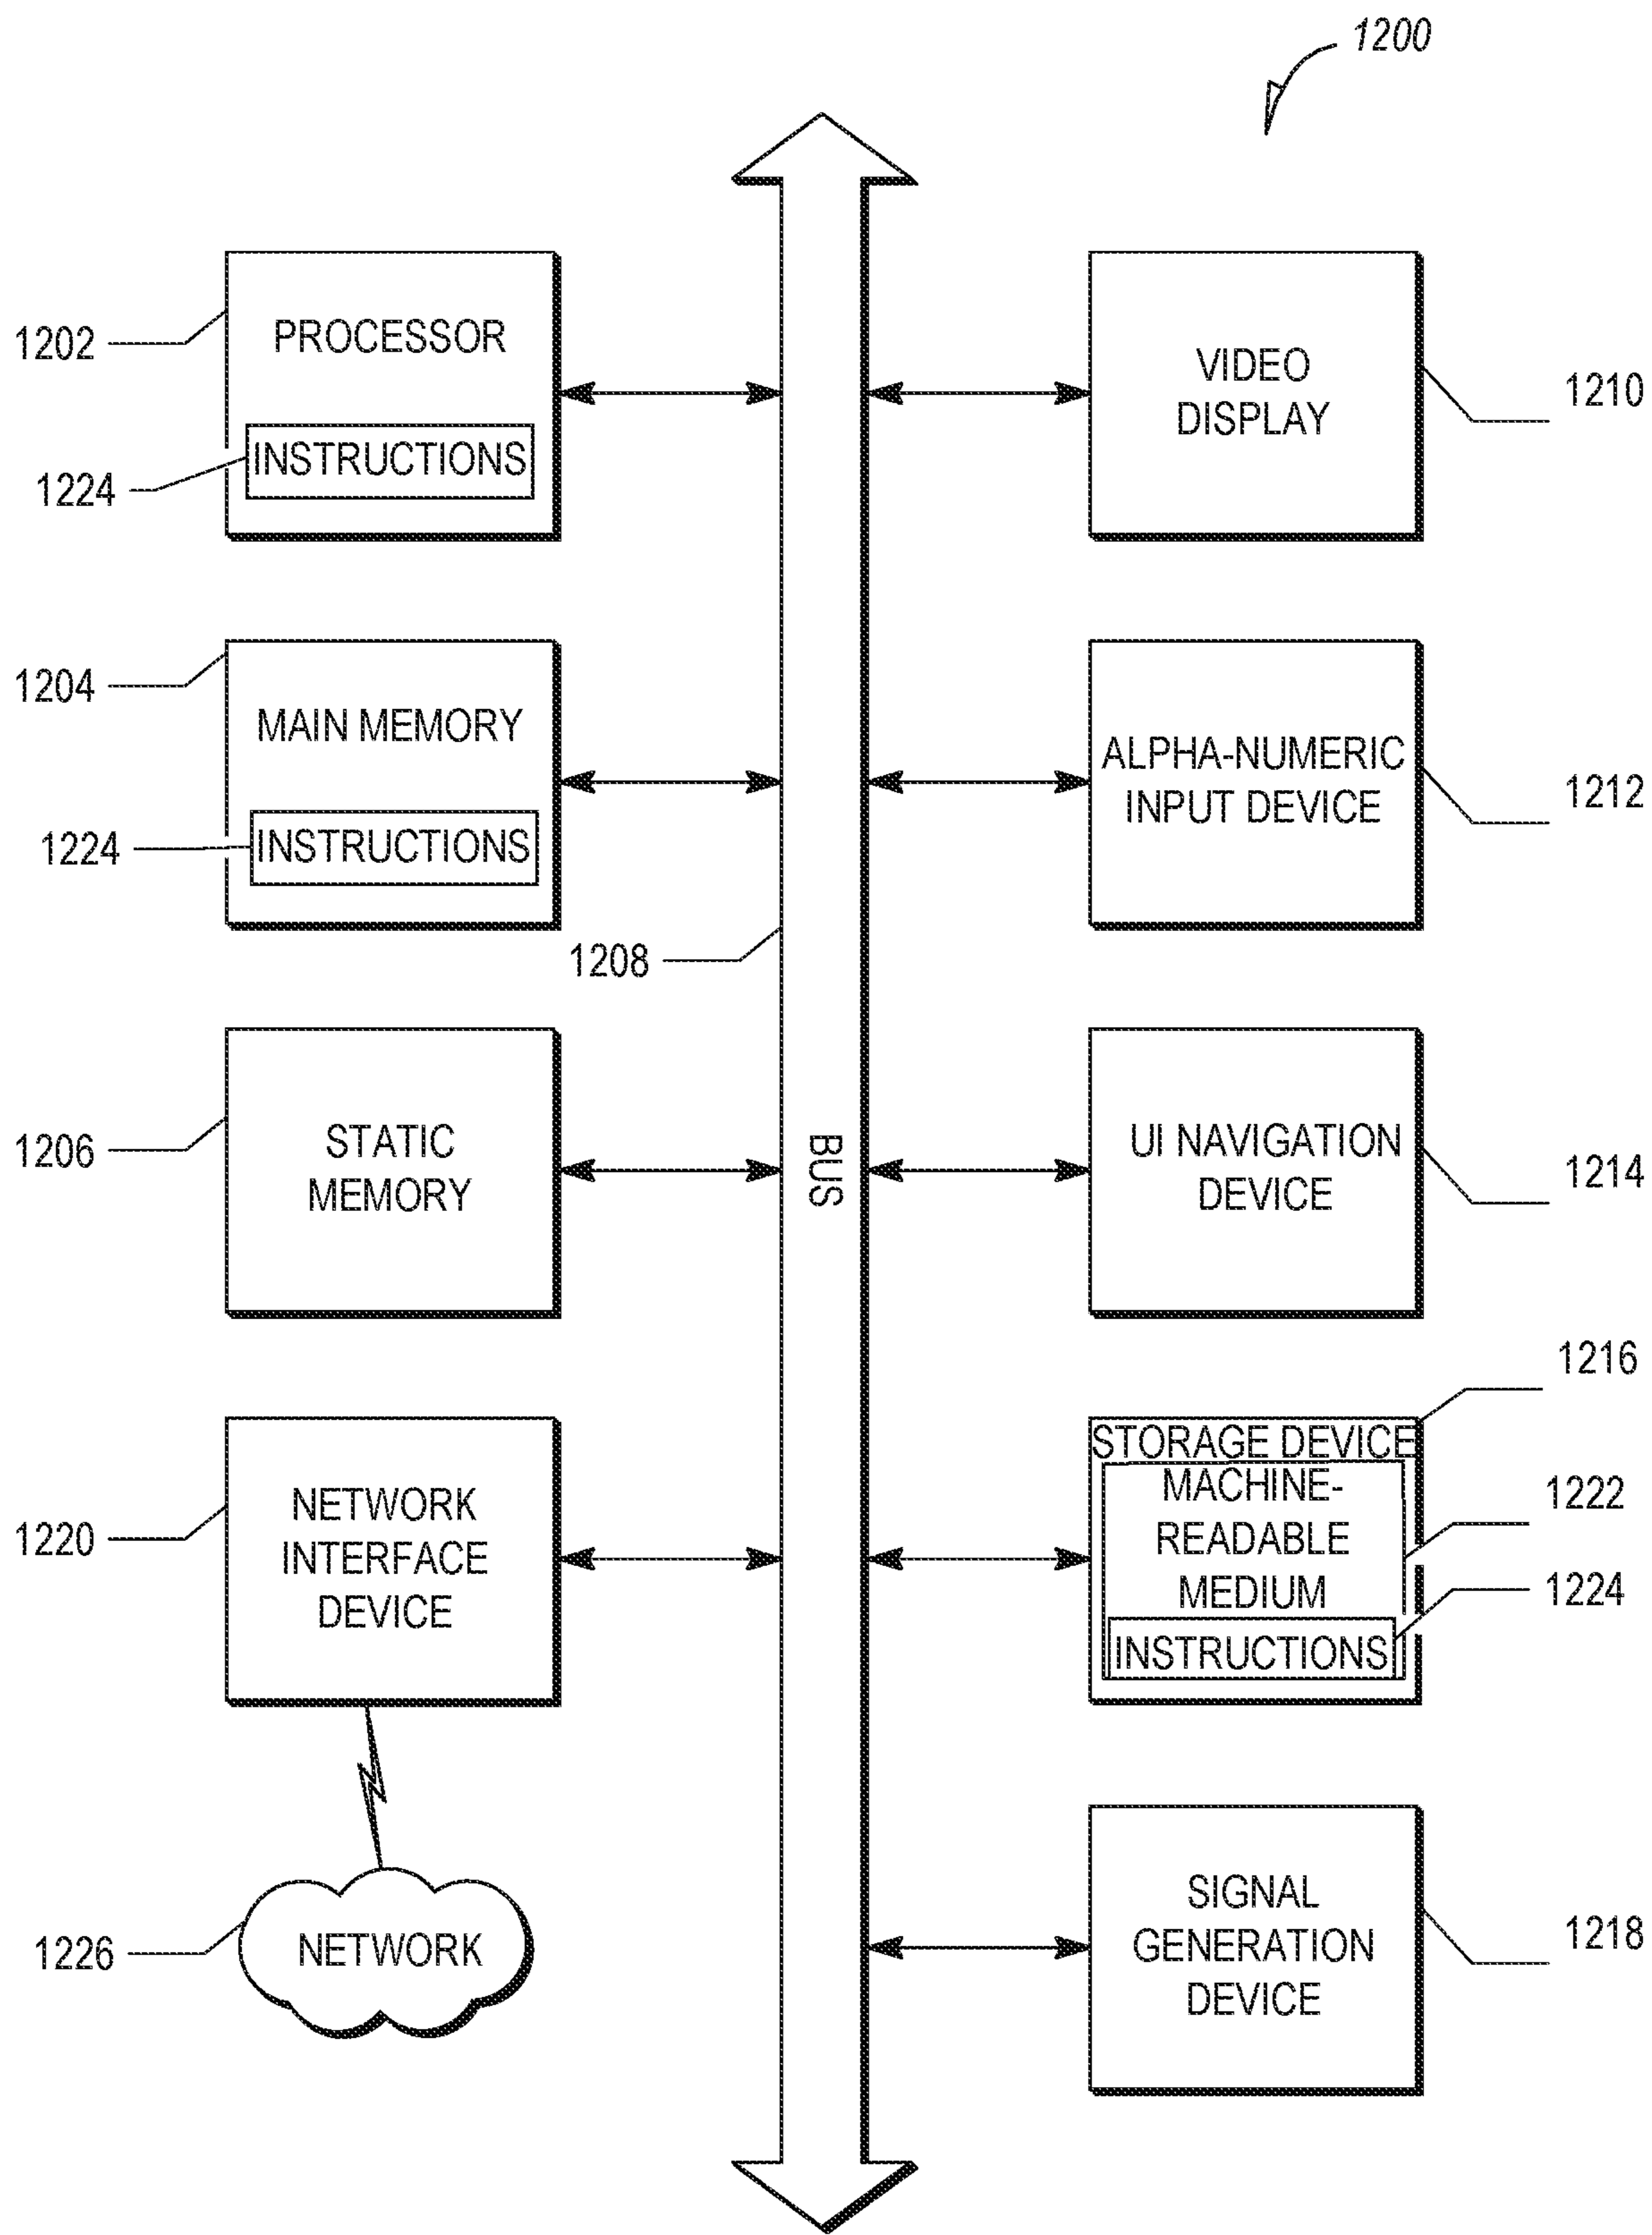 1200
1202
PROCESSOR
INSTRUCTIONS
1224
VIDEO
DISPLAY
1210
1204
MAIN MEMORY
INSTRUCTIONS
1224
ALPHA-NUMERIC
INPUT DEVICE
1212
1208
BUS
1206
STATIC
MEMORY
UI NAVIGATION
DEVICE
1214
1220
NETWORK
INTERFACE
DEVICE
1216
STORAGE DEVICE
MACHINE-
READABLE
MEDIUM
1222
INSTRUCTIONS
1224
1226
NETWORK
SIGNAL
GENERATION
DEVICE
1218